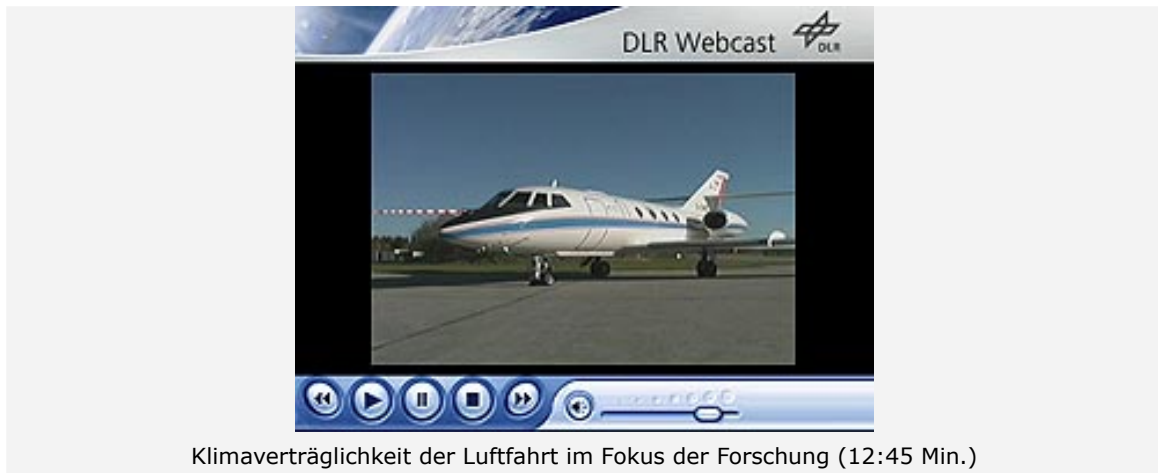 DLR Webcast
DLR
Klimaverträglichkeit der Luftfahrt im Fokus der Forschung (12:45 Min.)